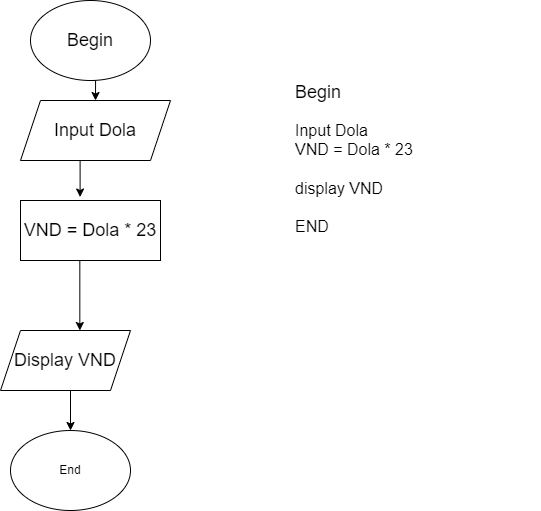 Begin
Input Dola
VND = Dola * 23
Display VND
End
Begin
Input Dola
VND = Dola * 23
display VND
END